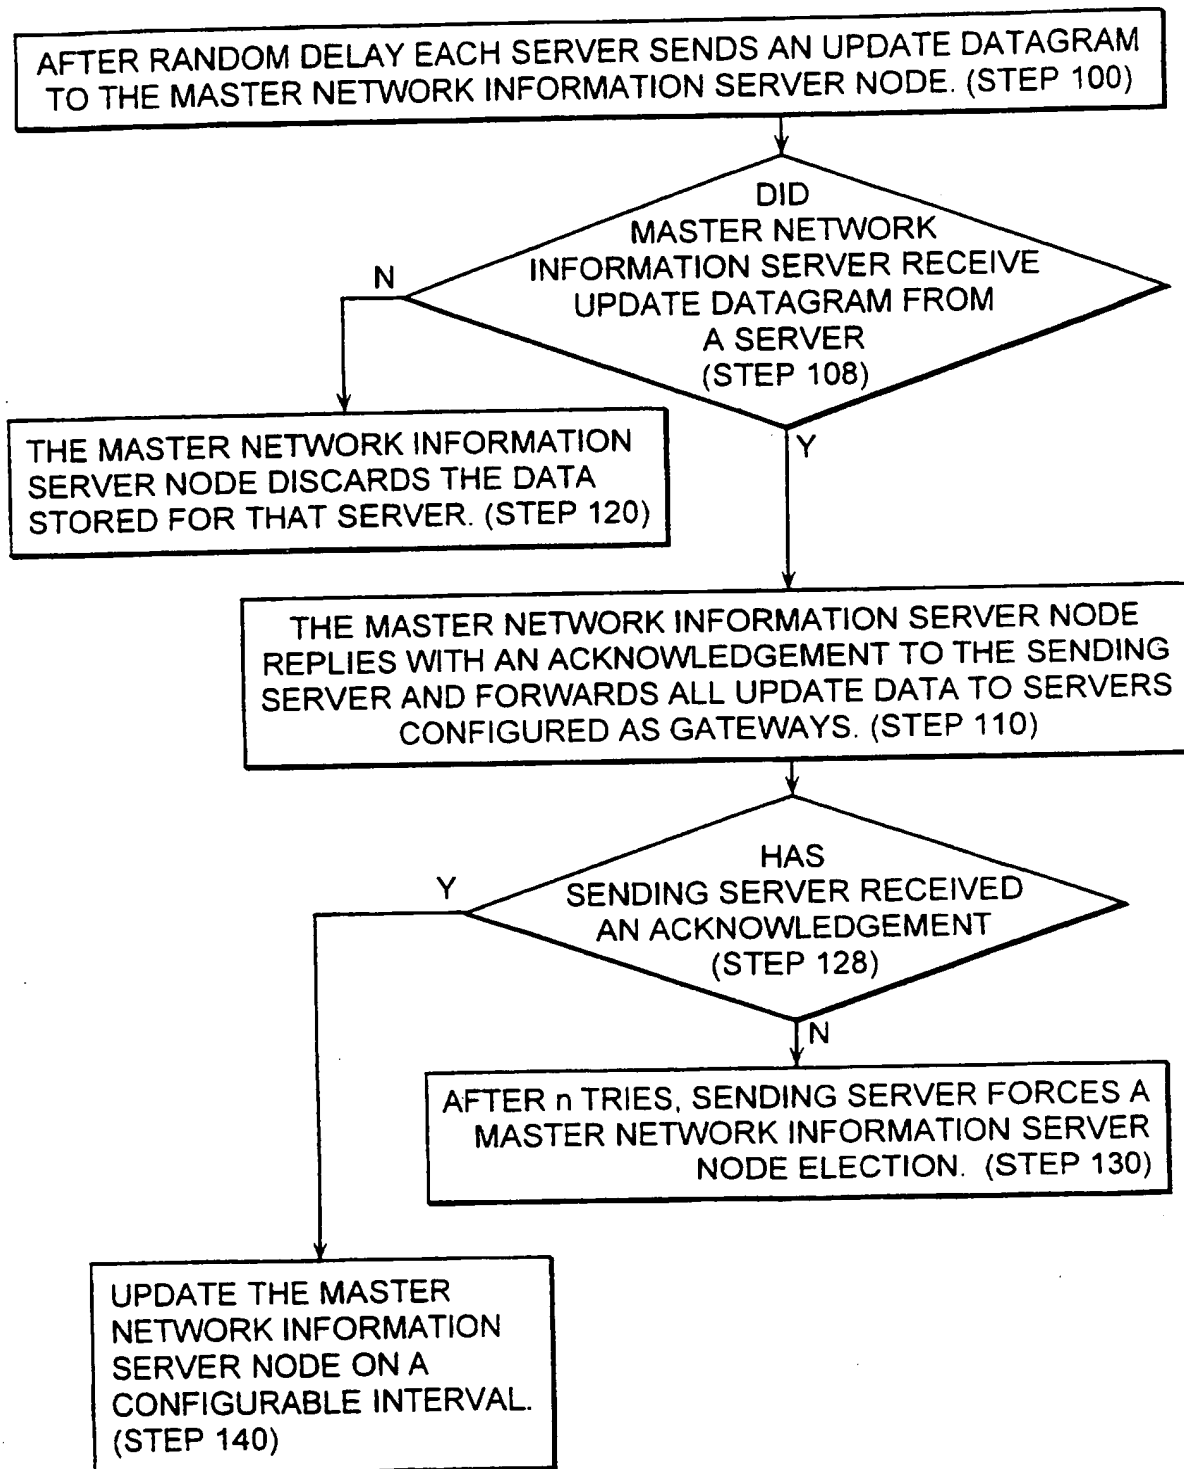 AFTER RANDOM DELAY EACH SERVER SENDS AN UPDATE DATAGRAM
TO THE MASTER NETWORK INFORMATION SERVER NODE. (STEP 100)
DID
MASTER NETWORK
INFORMATION SERVER RECEIVE
UPDATE DATAGRAM FROM
A SERVER
(STEP 108)
N
Y
THE MASTER NETWORK INFORMATION
SERVER NODE DISCARDS THE DATA
STORED FOR THAT SERVER. (STEP 120)
THE MASTER NETWORK INFORMATION SERVER NODE
REPLIES WITH AN ACKNOWLEDGEMENT TO THE SENDING
SERVER AND FORWARDS ALL UPDATE DATA TO SERVERS
CONFIGURED AS GATEWAYS. (STEP 110)
HAS
SENDING SERVER RECEIVED
AN ACKNOWLEDGEMENT
(STEP 128)
Y
N
AFTER n TRIES, SENDING SERVER FORCES A
MASTER NETWORK INFORMATION SERVER
NODE ELECTION. (STEP 130)
UPDATE THE MASTER
NETWORK INFORMATION
SERVER NODE ON A
CONFIGURABLE INTERVAL.
(STEP 140)